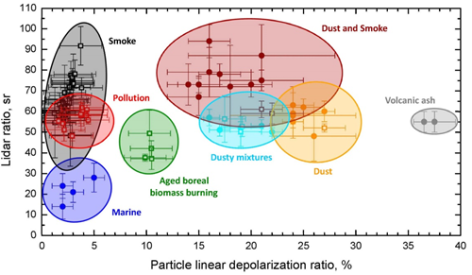 110
100
90
80
70
60
50
40
30
20
10
0
Lidar ratio, sr
Smoke
Dust and Smoke
Pollution
Volcanic ash
Dusty mixtures
Dust
Aged boreal
biomass burning
Marine
0 5 10 15 20 25 30 35 40
Particle linear depolarization ratio, %